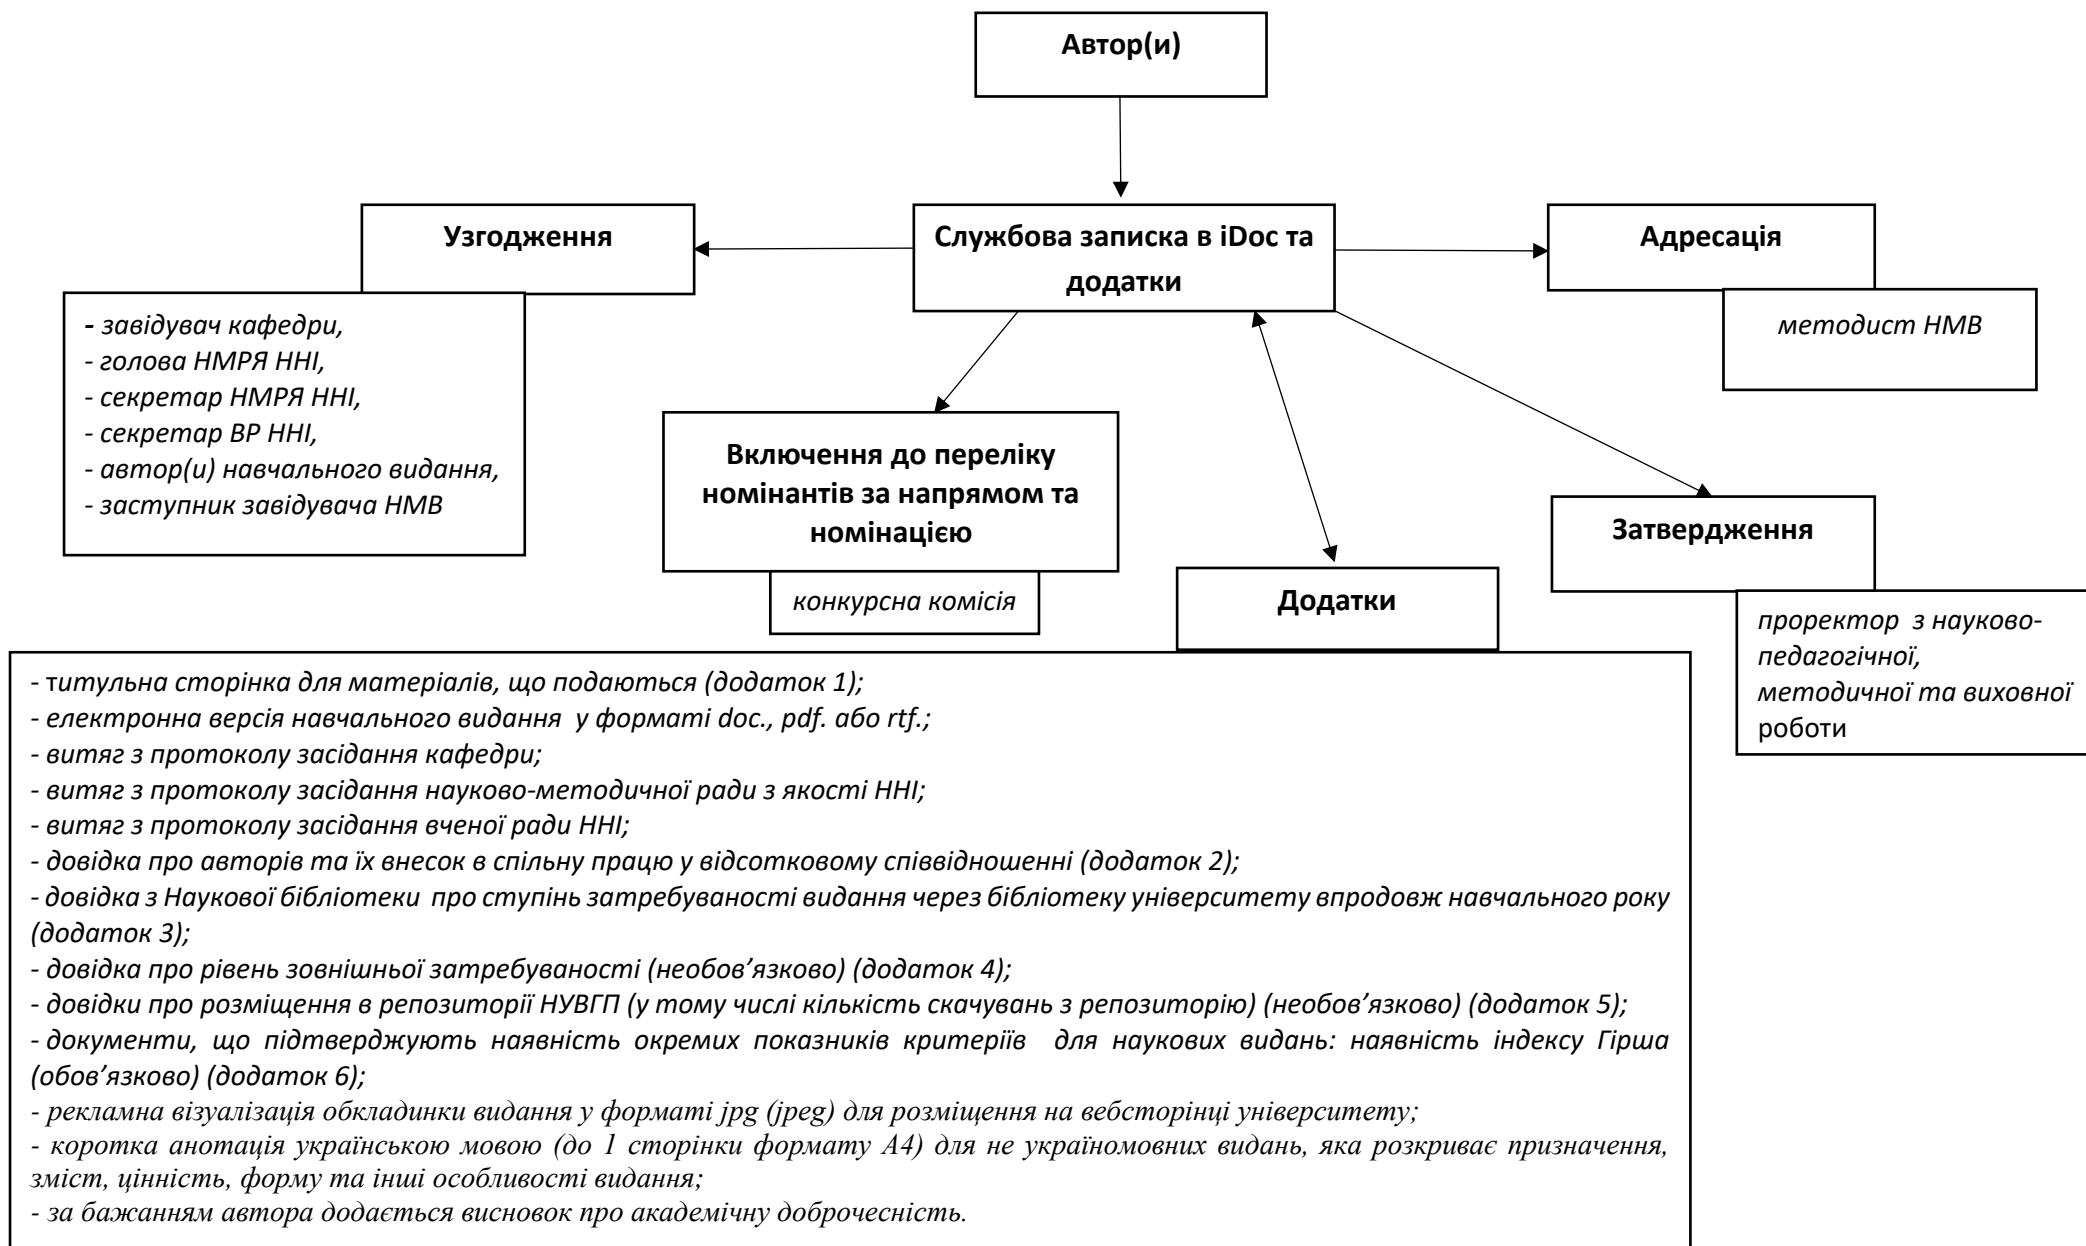 Автор(и)
Узгодження
Службова записка в iDoc та
додатки
Адресація
- завідувач кафедри,
- голова НМРЯ ННІ,
- секретар НМРЯ ННІ,
- секретар ВР ННІ,
- автор(и) навчального видання,
- заступник завідувача НМВ
методист НМВ
Включення до переліку
номінантів за напрямом та
номінацією
конкурсна комісія
Додатки
Затвердження
проректор з науково-
педагогічної,
методичної та виховної
роботи
- титульна сторінка для матеріалів, що подаються (додаток 1);
- електронна версія навчального видання у форматі doc., pdf. або rtf.;
- витяг з протоколу засідання кафедри;
- витяг з протоколу засідання науково-методичної ради з якості ННІ;
- витяг з протоколу засідання вченої ради ННІ;
- довідка про авторів та їх внесок в спільну працю у відсотковому співвідношенні (додаток 2);
- довідка з Наукової бібліотеки про ступінь затребуваності видання через бібліотеку університету впродовж навчального року
(додаток 3);
- довідка про рівень зовнішньої затребуваності (необов’язково) (додаток 4);
- довідки про розміщення в репозиторії НУВГП (у тому числі кількість скачувань з репозиторію) (необов’язково) (додаток 5);
- документи, що підтверджують наявність окремих показників критеріїв для наукових видань: наявність індексу Гірша
(обов’язково) (додаток 6);
- рекламна візуалізація обкладинки видання у форматі jpg (jpeg) для розміщення на вебсторінці університету;
- коротка анотація українською мовою (до 1 сторінки формату А4) для не україномовних видань, яка розкриває призначення,
зміст, цінність, форму та інші особливості видання;
- за бажанням автора додається висновок про академічну доброчесність.